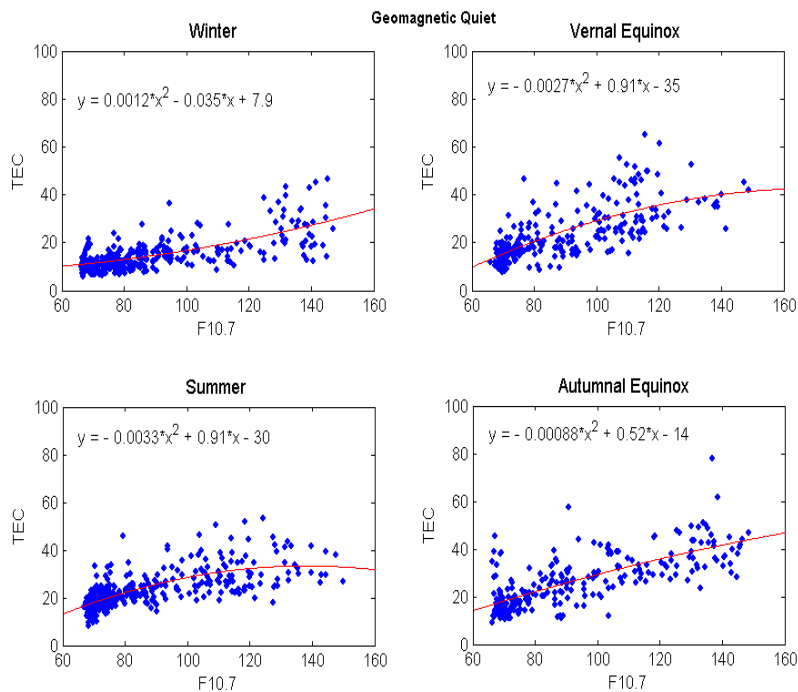 Geomagnetic Quiet
Winter
y = 0.0012*x² - 0.035*x + 7.9
TEC
100
80
60
40
20
0
60 80 100 120 140 160
F10.7
Vernal Equinox
y = - 0.0027*x² + 0.91*x - 35
TEC
100
80
60
40
20
0
60 80 100 120 140 160
F10.7
Summer
y = - 0.0033*x² + 0.91*x - 30
TEC
100
80
60
40
20
0
60 80 100 120 140 160
F10.7
Autumnal Equinox
y = - 0.00088*x² + 0.52*x - 14
TEC
100
80
60
40
20
0
60 80 100 120 140 160
F10.7